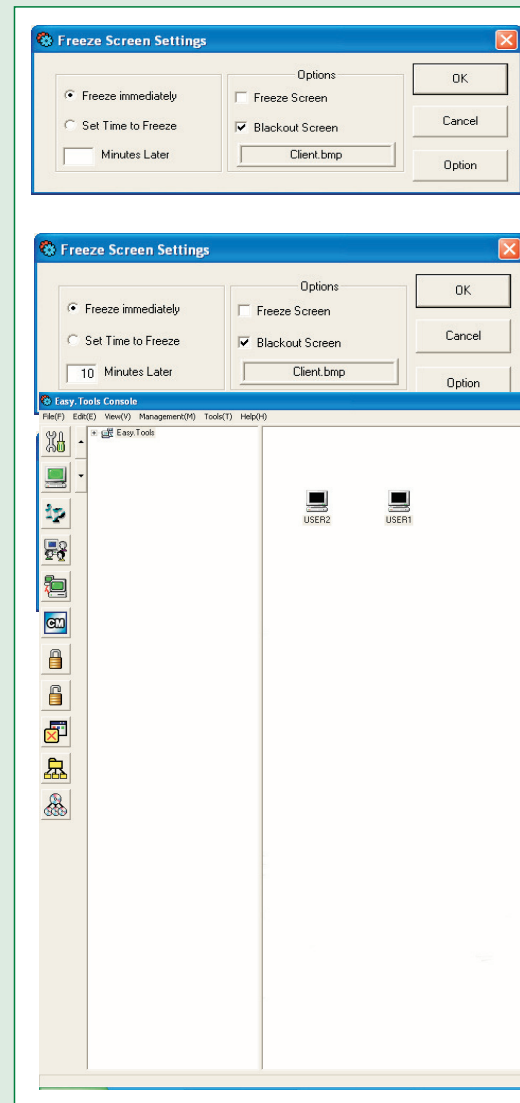 Freeze Screen Settings
Options
OK
Freeze immediately
Freeze Screen
Set Time to Freeze
Blackout Screen
Cancel
Minutes Later
Client.bmp
Option
Freeze Screen Settings
Options
OK
Freeze immediately
Freeze Screen
Set Time to Freeze
Blackout Screen
Cancel
10 Minutes Later
Client.bmp
Option
Easy.Tools Console
File(F) Edit(E) View(V) Management(M) Tools(T) Help(H)
Easy.Tools
USER2 USER1
CM